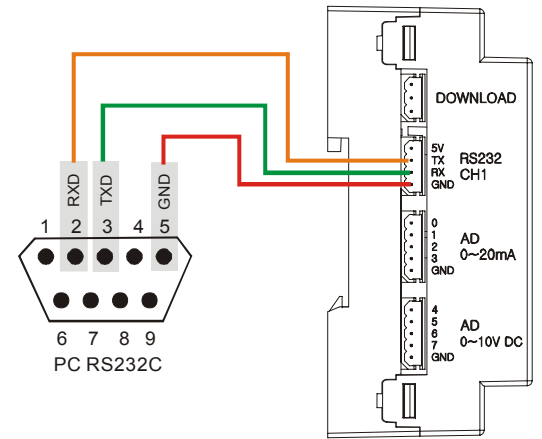 DOWNLOAD
5V
TX
RX
GND
RS232
CH1
RXD
TXD
GND
1 2 3 4 5
0
1
2
3
GND
AD
0~20mA
6 7 8 9
PC RS232C
4
5
6
7
GND
AD
0~10V DC